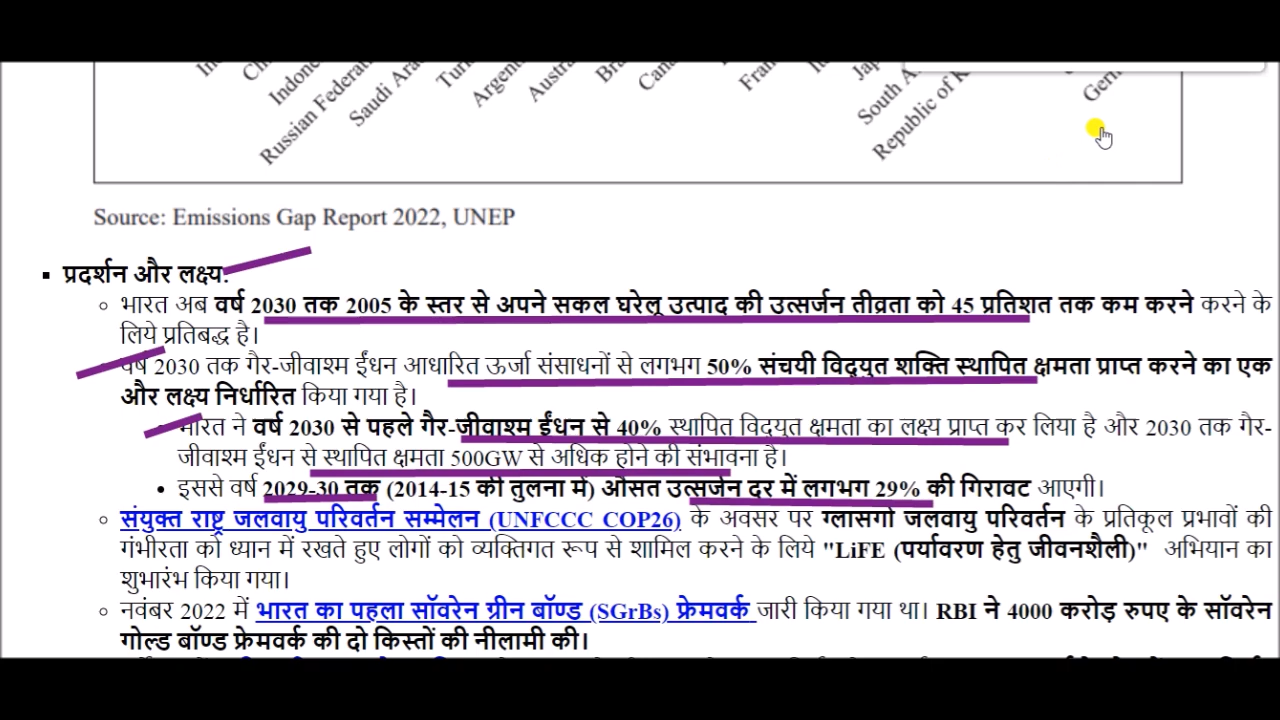 Russian Federat
Saudi Ara
Republic of K
South A
Source: Emissions Gap Report 2022, UNEP
▪ प्रदर्शन और लक्ष्य:
○ भारत अब वर्ष 2030 तक 2005 के स्तर से अपने सकल घरेलू उत्पाद की उत्सर्जन तीव्रता को 45 प्रतिशत तक कम करने करने के
लिये प्रतिबद्ध है।
वर्ष 2030 तक गैर-जीवाश्म ईंधन आधारित ऊर्जा संसाधनों से लगभग 50% संचयी विद्युत शक्ति स्थापित क्षमता प्राप्त करने का एक
और लक्ष्य निर्धारित किया गया है।
भारत ने वर्ष 2030 से पहले गैर-जीवाश्म ईंधन से 40% स्थापित विद्युत क्षमता का लक्ष्य प्राप्त कर लिया है और 2030 तक गैर-
जीवाश्म ईंधन से स्थापित क्षमता 500GW से अधिक होने की संभावना है।
• इससे वर्ष 2029-30 तक (2014-15 की तुलना में) औसत उत्सर्जन दर में लगभग 29% की गिरावट आएगी।
○ संयुक्त राष्ट्र जलवायु परिवर्तन सम्मेलन (UNFCCC COP26) के अवसर पर ग्लासगो जलवायु परिवर्तन के प्रतिकूल प्रभावों की
गंभीरता को ध्यान में रखते हुए लोगों को व्यक्तिगत रूप से शामिल करने के लिये "LiFE (पर्यावरण हेतु जीवनशैली)" अभियान का
शुभारंभ किया गया।
○ नवंबर 2022 में भारत का पहला सॉवरेन ग्रीन बॉण्ड (SGrBs) फ्रेमवर्क जारी किया गया था। RBI ने 4000 करोड़ रुपए के सॉवरेन
गोल्ड बॉण्ड फ्रेमवर्क की दो किस्तों की नीलामी की।